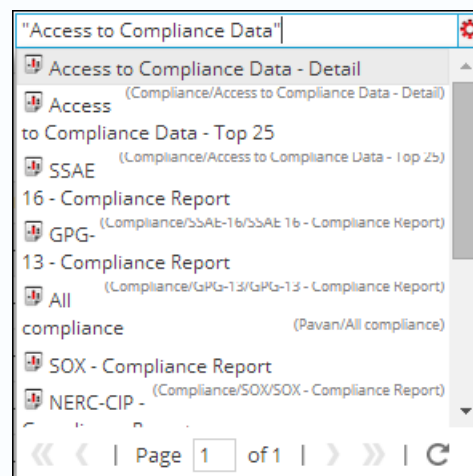 "Access to Compliance Data"
Access to Compliance Data - Detail
(Compliance/Access to Compliance Data - Detail)
Access
to Compliance Data - Top 25
(Compliance/Access to Compliance Data - Top 25)
SSAE
16 - Compliance Report
(Compliance/SSAE-16/SSAE 16 - Compliance Report)
GPG-
13 - Compliance Report
(Compliance/GPG-13/GPG-13 - Compliance Report)
All
compliance
(Pavan/All compliance)
SOX - Compliance Report
(Compliance/SOX/SOX - Compliance Report)
NERC-CIP -
Page 1 of 1